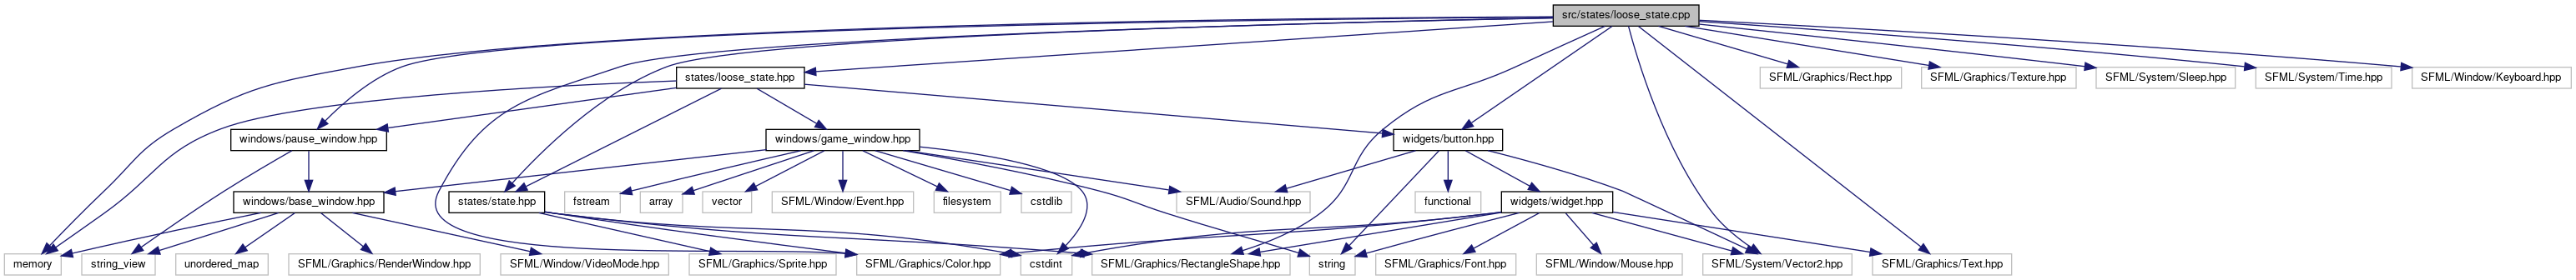 src/states/loose_state.cpp
states/loose_state.hpp
SFML/Graphics/Rect.hpp
SFML/Graphics/Texture.hpp
SFML/System/Sleep.hpp
SFML/System/Time.hpp
SFML/Window/Keyboard.hpp
windows/pause_window.hpp
windows/game_window.hpp
widgets/button.hpp
windows/base_window.hpp
states/state.hpp
fstream
array
vector
SFML/Window/Event.hpp
filesystem
cstdlib
SFML/Audio/Sound.hpp
functional
widgets/widget.hpp
memory
string_view
unordered_map
SFML/Graphics/RenderWindow.hpp
SFML/Window/VideoMode.hpp
SFML/Graphics/Sprite.hpp
SFML/Graphics/Color.hpp
cstdint
SFML/Graphics/RectangleShape.hpp
string
SFML/Graphics/Font.hpp
SFML/Window/Mouse.hpp
SFML/System/Vector2.hpp
SFML/Graphics/Text.hpp